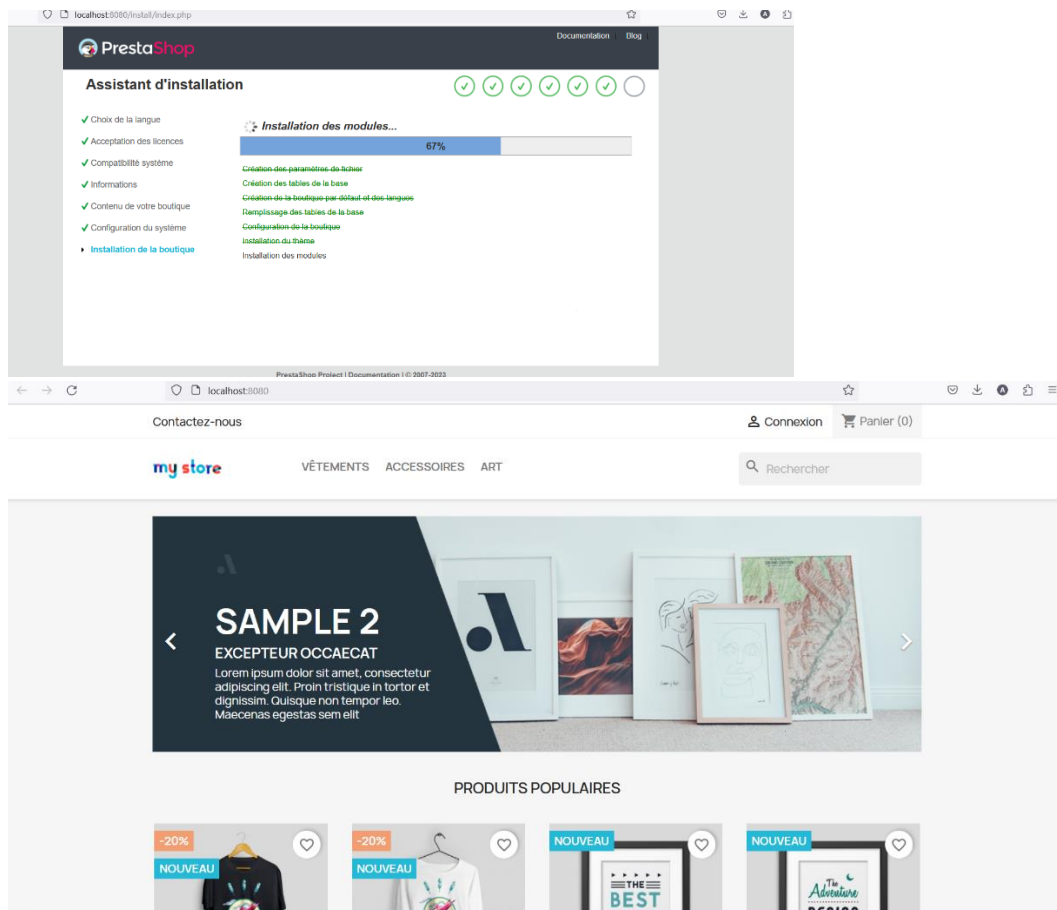 localhost:8080/install/index.php
PrestaShop
Documentation
Blog
Assistant d'installation
Choix de la langue
Acceptation des licences
Compatibilité système
Informations
Contenu de votre boutique
Configuration du système
Installation de la boutique
Installation des modules...
67%
Création des paramètres de fichier
Création des tables de la base
Création de la boutique par défaut et des langues
Remplissage des tables de la base
Configuration de la boutique
Installation du thème
Installation des modules
PrestaShop Project | Documentation | © 2007-2023
localhost:8080
Contactez-nous
Connexion
Panier (0)
my store
VÊTEMENTS ACCESSOIRES ART
Rechercher
SAMPLE 2
EXCEPTEUR OCCAECAT
Lorem ipsum dolor sit amet, consectetur
adipiscing elit. Proin tristique in tortor et
dignissim. Quisque non tempor leo.
Maecenas egestas sem elit
PRODUITS POPULAIRES
-20%
NOUVEAU
-20%
NOUVEAU
NOUVEAU
THE
BEST
NOUVEAU
The
Adventure